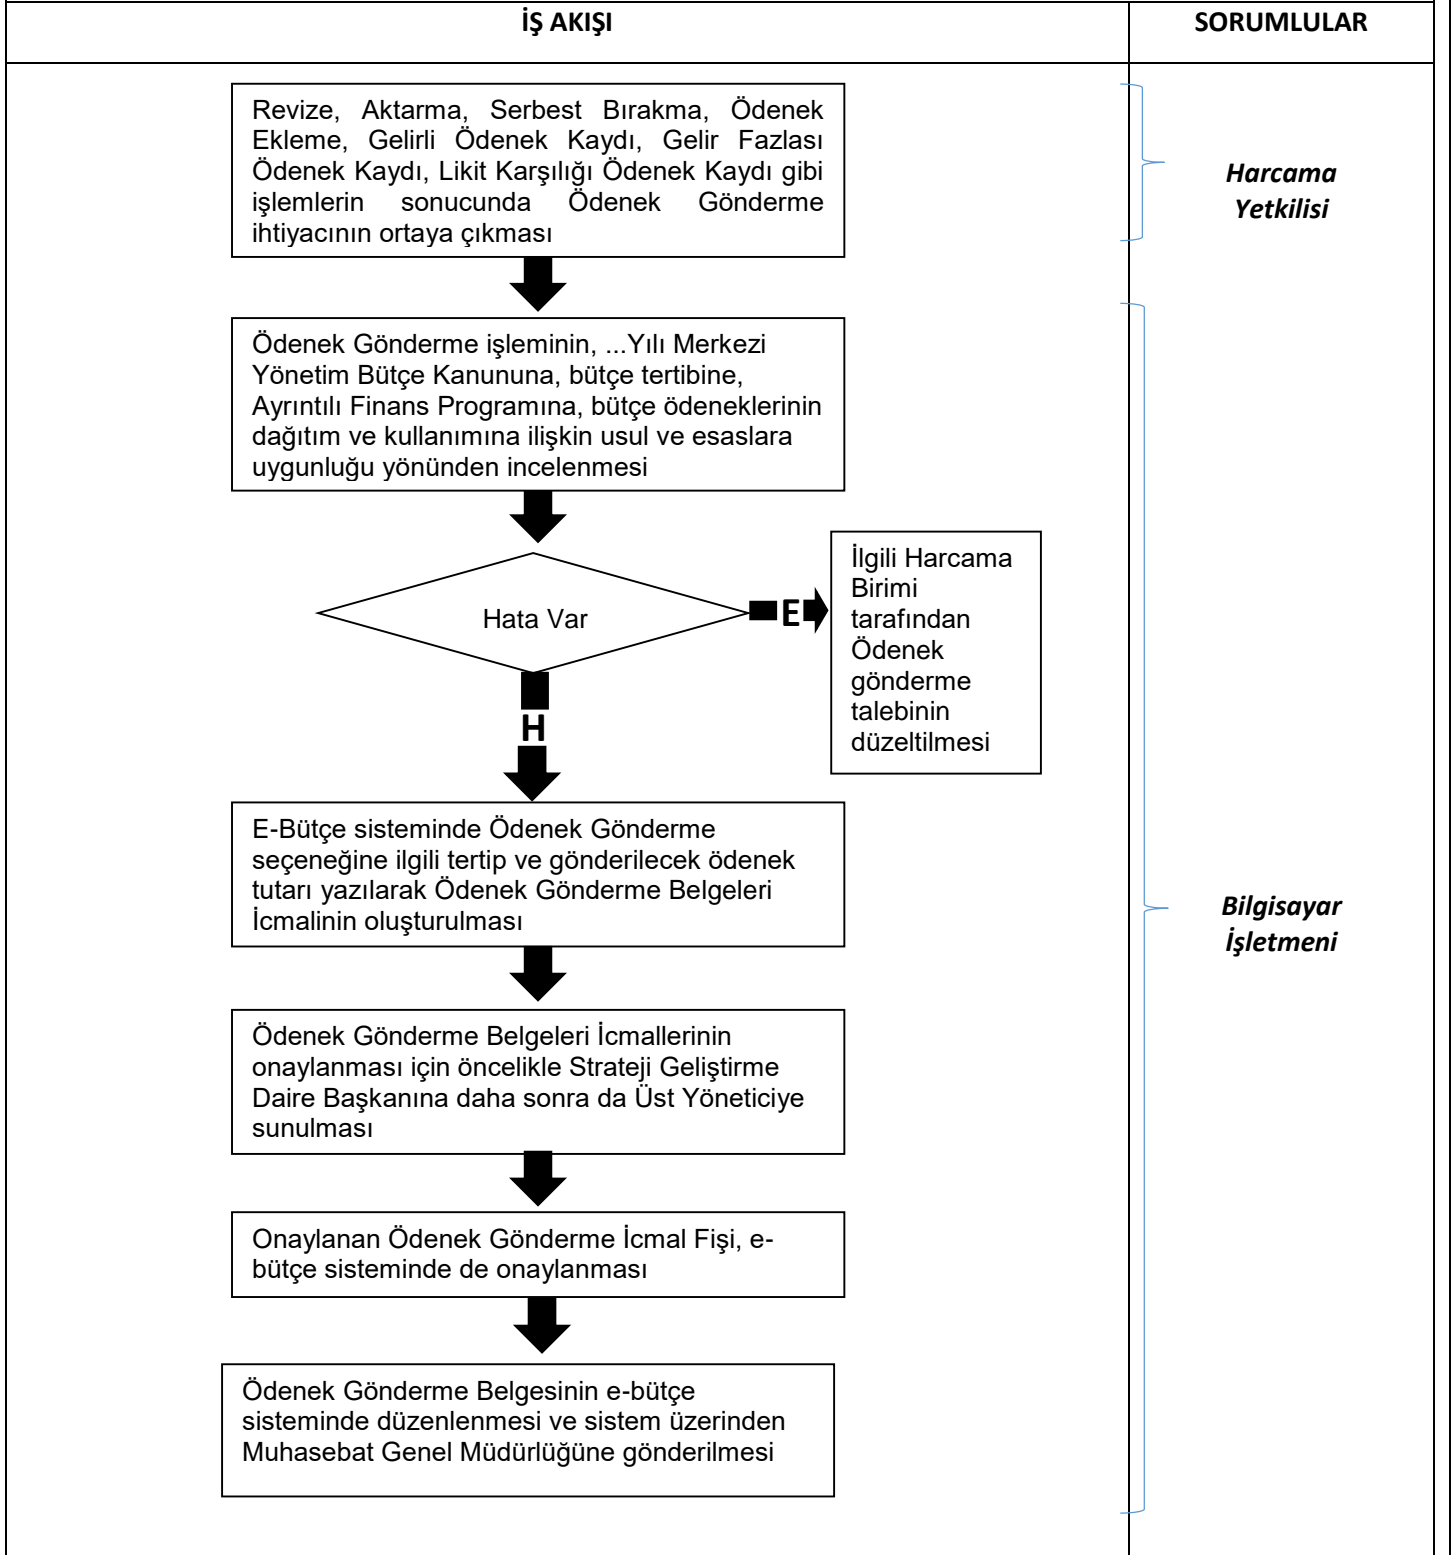 İŞ AKIŞI
SORUMLULAR
Revize, Aktarma, Serbest Bırakma, Ödenek
Ekleme, Gelirli Ödenek Kaydı, Gelir Fazlası
Ödenek Kaydı, Likit Karşılığı Ödenek Kaydı gibi
işlemlerin sonucunda Ödenek Gönderme
ihtiyacının ortaya çıkması
Harcama
Yetkilisi
Ödenek Gönderme işleminin, ...Yılı Merkezi
Yönetim Bütçe Kanununa, bütçe tertibine,
Ayrıntılı Finans Programına, bütçe ödeneklerinin
dağıtım ve kullanımına ilişkin usul ve esaslara
uygunluğu yönünden incelenmesi
Hata Var
E
İlgili Harcama
Birimi
tarafından
Ödenek
gönderme
talebinin
düzeltilmesi
H
E-Bütçe sisteminde Ödenek Gönderme
seçeneğine ilgili tertip ve gönderilecek ödenek
tutarı yazılarak Ödenek Gönderme Belgeleri
İcmalinin oluşturulması
Bilgisayar
İşletmeni
Ödenek Gönderme Belgeleri İcmallerinin
onaylanması için öncelikle Strateji Geliştirme
Daire Başkanına daha sonra da Üst Yöneticiye
sunulması
Onaylanan Ödenek Gönderme İcmal Fişi, e-
bütçe sisteminde de onaylanması
Ödenek Gönderme Belgesinin e-bütçe
sisteminde düzenlenmesi ve sistem üzerinden
Muhasebat Genel Müdürlüğüne gönderilmesi